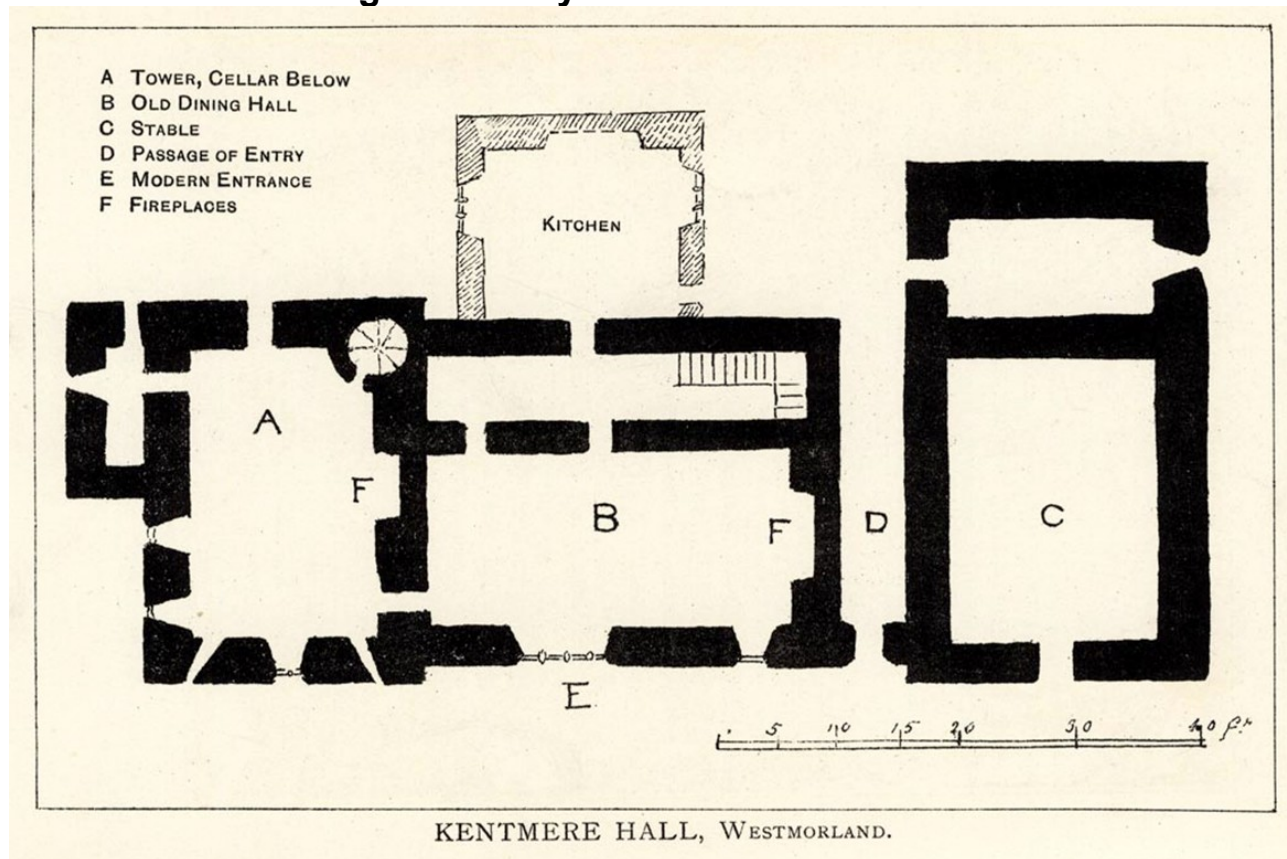 A TOWER, CELLAR BELOW
B OLD DINING HALL
C STABLE
D PASSAGE OF ENTRY
E MODERN ENTRANCE
F FIREPLACES
KITCHEN
A
F
B
F
D
C
E
5 10 15 20 30 40 ft
KENTMERE HALL, WESTMORLAND.